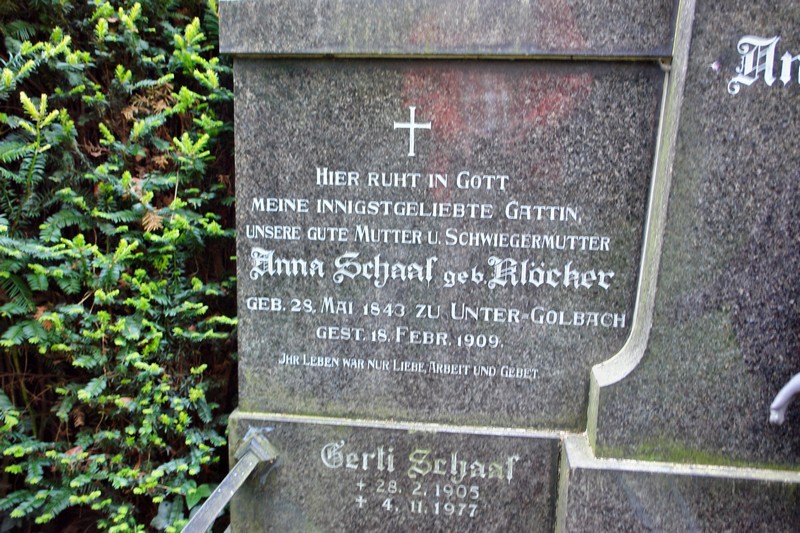 Hier ruht in Gott
meine innigstgeliebte Gattin,
unsere gute Mutter u. Schwiegermutter
Anna Schaaf geb. Klöcker
geb. 28. Mai 1843 zu Unter=Golbach
gest. 18. Febr. 1909.
Jhr Leben war nur Liebe, Arbeit und Gebet.
Gerti Schaaf
+ 28. 2. 1905
+ 4. 11. 1977